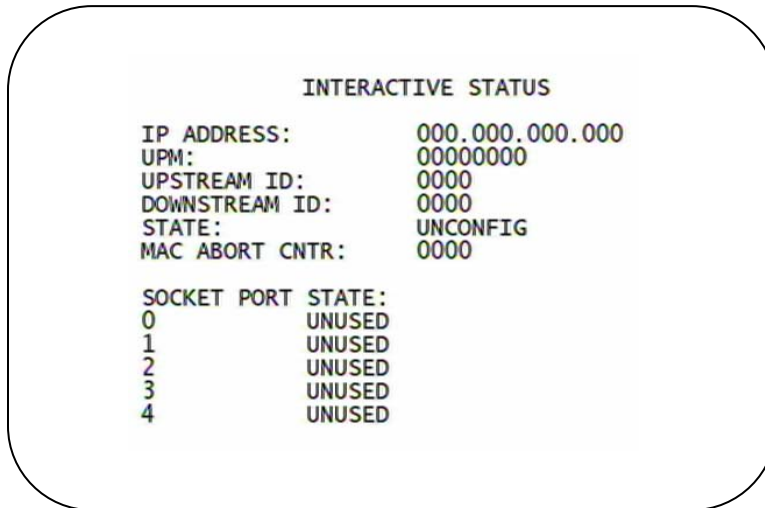 INTERACTIVE STATUS
IP ADDRESS: 000.000.000.000
UPM: 00000000
UPSTREAM ID: 0000
DOWNSTREAM ID: 0000
STATE: UNCONFIG
MAC ABORT CNTR: 0000
SOCKET PORT STATE:
0 UNUSED
1 UNUSED
2 UNUSED
3 UNUSED
4 UNUSED